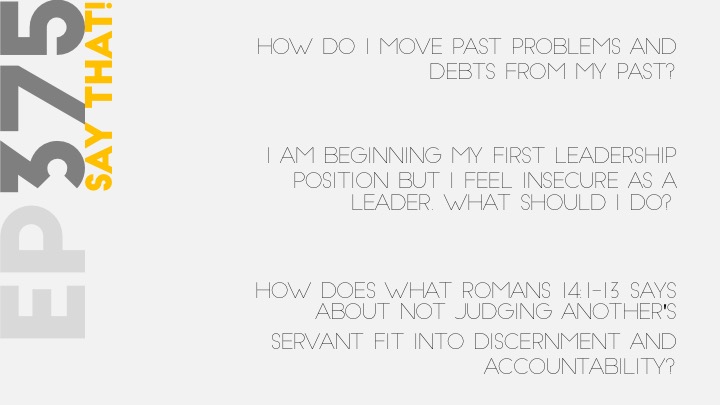 EP375
SAY THAT!
HOW DO I MOVE PAST PROBLEMS AND
DEBTS FROM MY PAST?
I AM BEGINNING MY FIRST LEADERSHIP
POSITION BUT I FEEL INSECURE AS A
LEADER. WHAT SHOULD I DO?
HOW DOES WHAT ROMANS 14:1-13 SAYS
ABOUT NOT JUDGING ANOTHER'S
SERVANT FIT INTO DISCERNMENT AND
ACCOUNTABILITY?